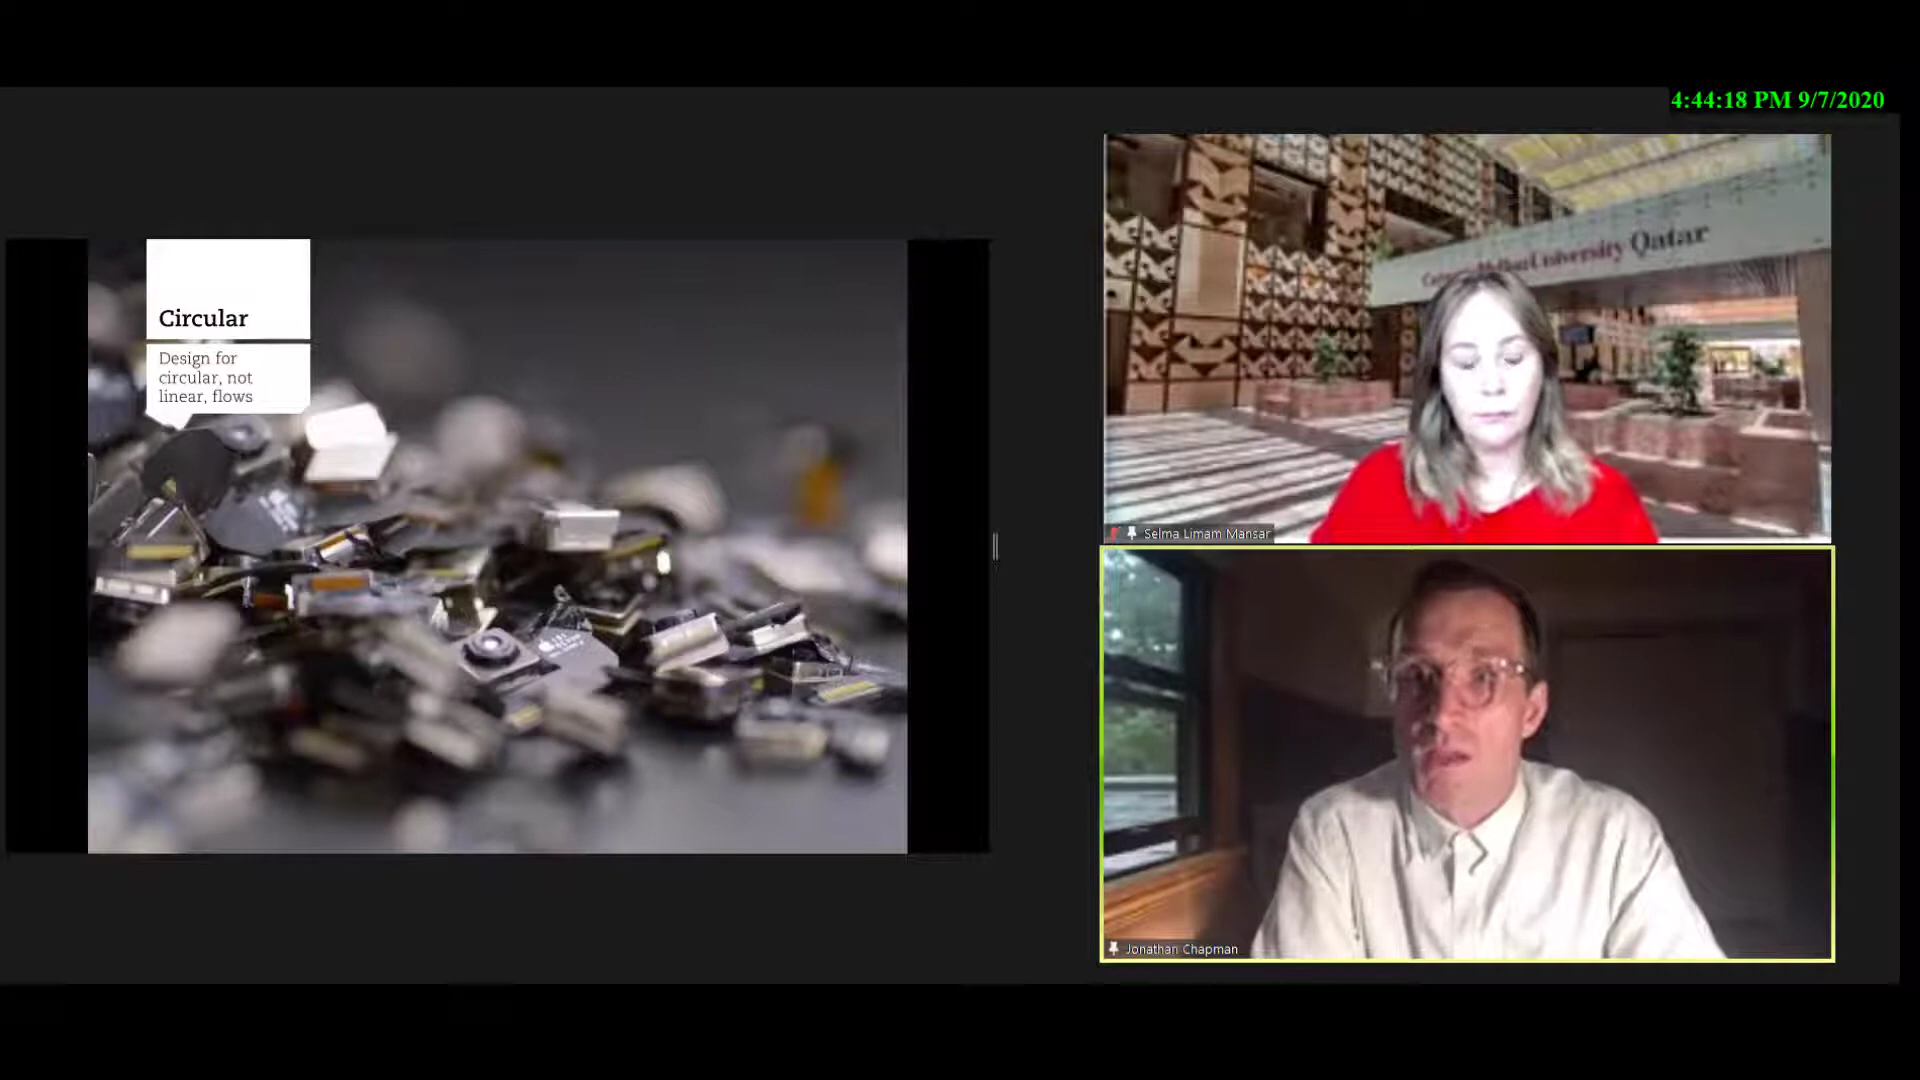 4:44:18 PM 9/7/2020
Circular
Design for
circular, not
linear, flows
University Qatar
Selma Limam Mansar
Jonathan Chapman